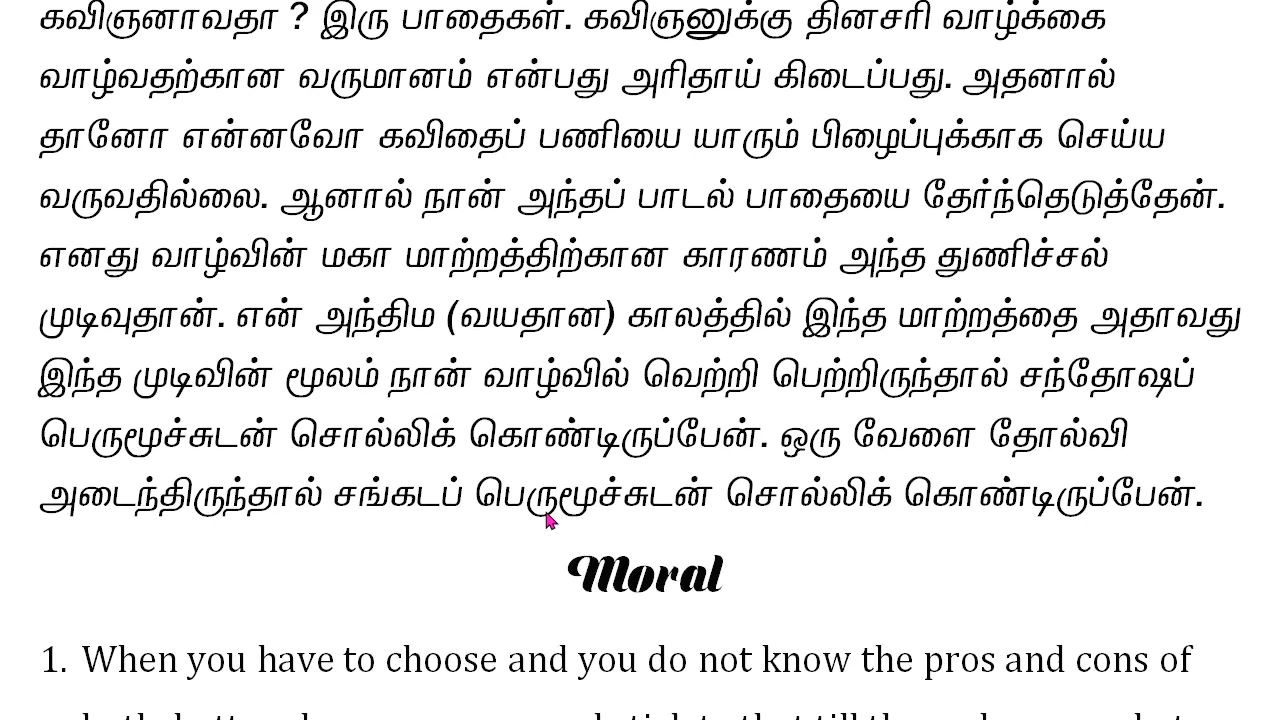 கவிஞனாவதா ? இரு பாதைகள். கவிஞனுக்கு தினசரி வாழ்க்கை
வாழ்வதற்கான வருமானம் என்பது அரிதாய் கிடைப்பது. அதனால்
தானோ என்னவோ கவிதைப் பணியை யாரும் பிழைப்புக்காக செய்ய
வருவதில்லை. ஆனால் நான் அந்தப் பாடல் பாதையை தேர்ந்தெடுத்தேன்.
எனது வாழ்வின் மகா மாற்றத்திற்கான காரணம் அந்த துணிச்சல்
முடிவுதான். என் அந்திம (வயதான) காலத்தில் இந்த மாற்றத்தை அதாவது
இந்த முடிவின் மூலம் நான் வாழ்வில் வெற்றி பெற்றிருந்தால் சந்தோஷப்
பெருமூச்சுடன் சொல்லிக் கொண்டிருப்பேன். ஒரு வேளை தோல்வி
அடைந்திருந்தால் சங்கடப் பெருமூச்சுடன் சொல்லிக் கொண்டிருப்பேன்.
Moral
1. When you have to choose and you do not know the pros and cons of